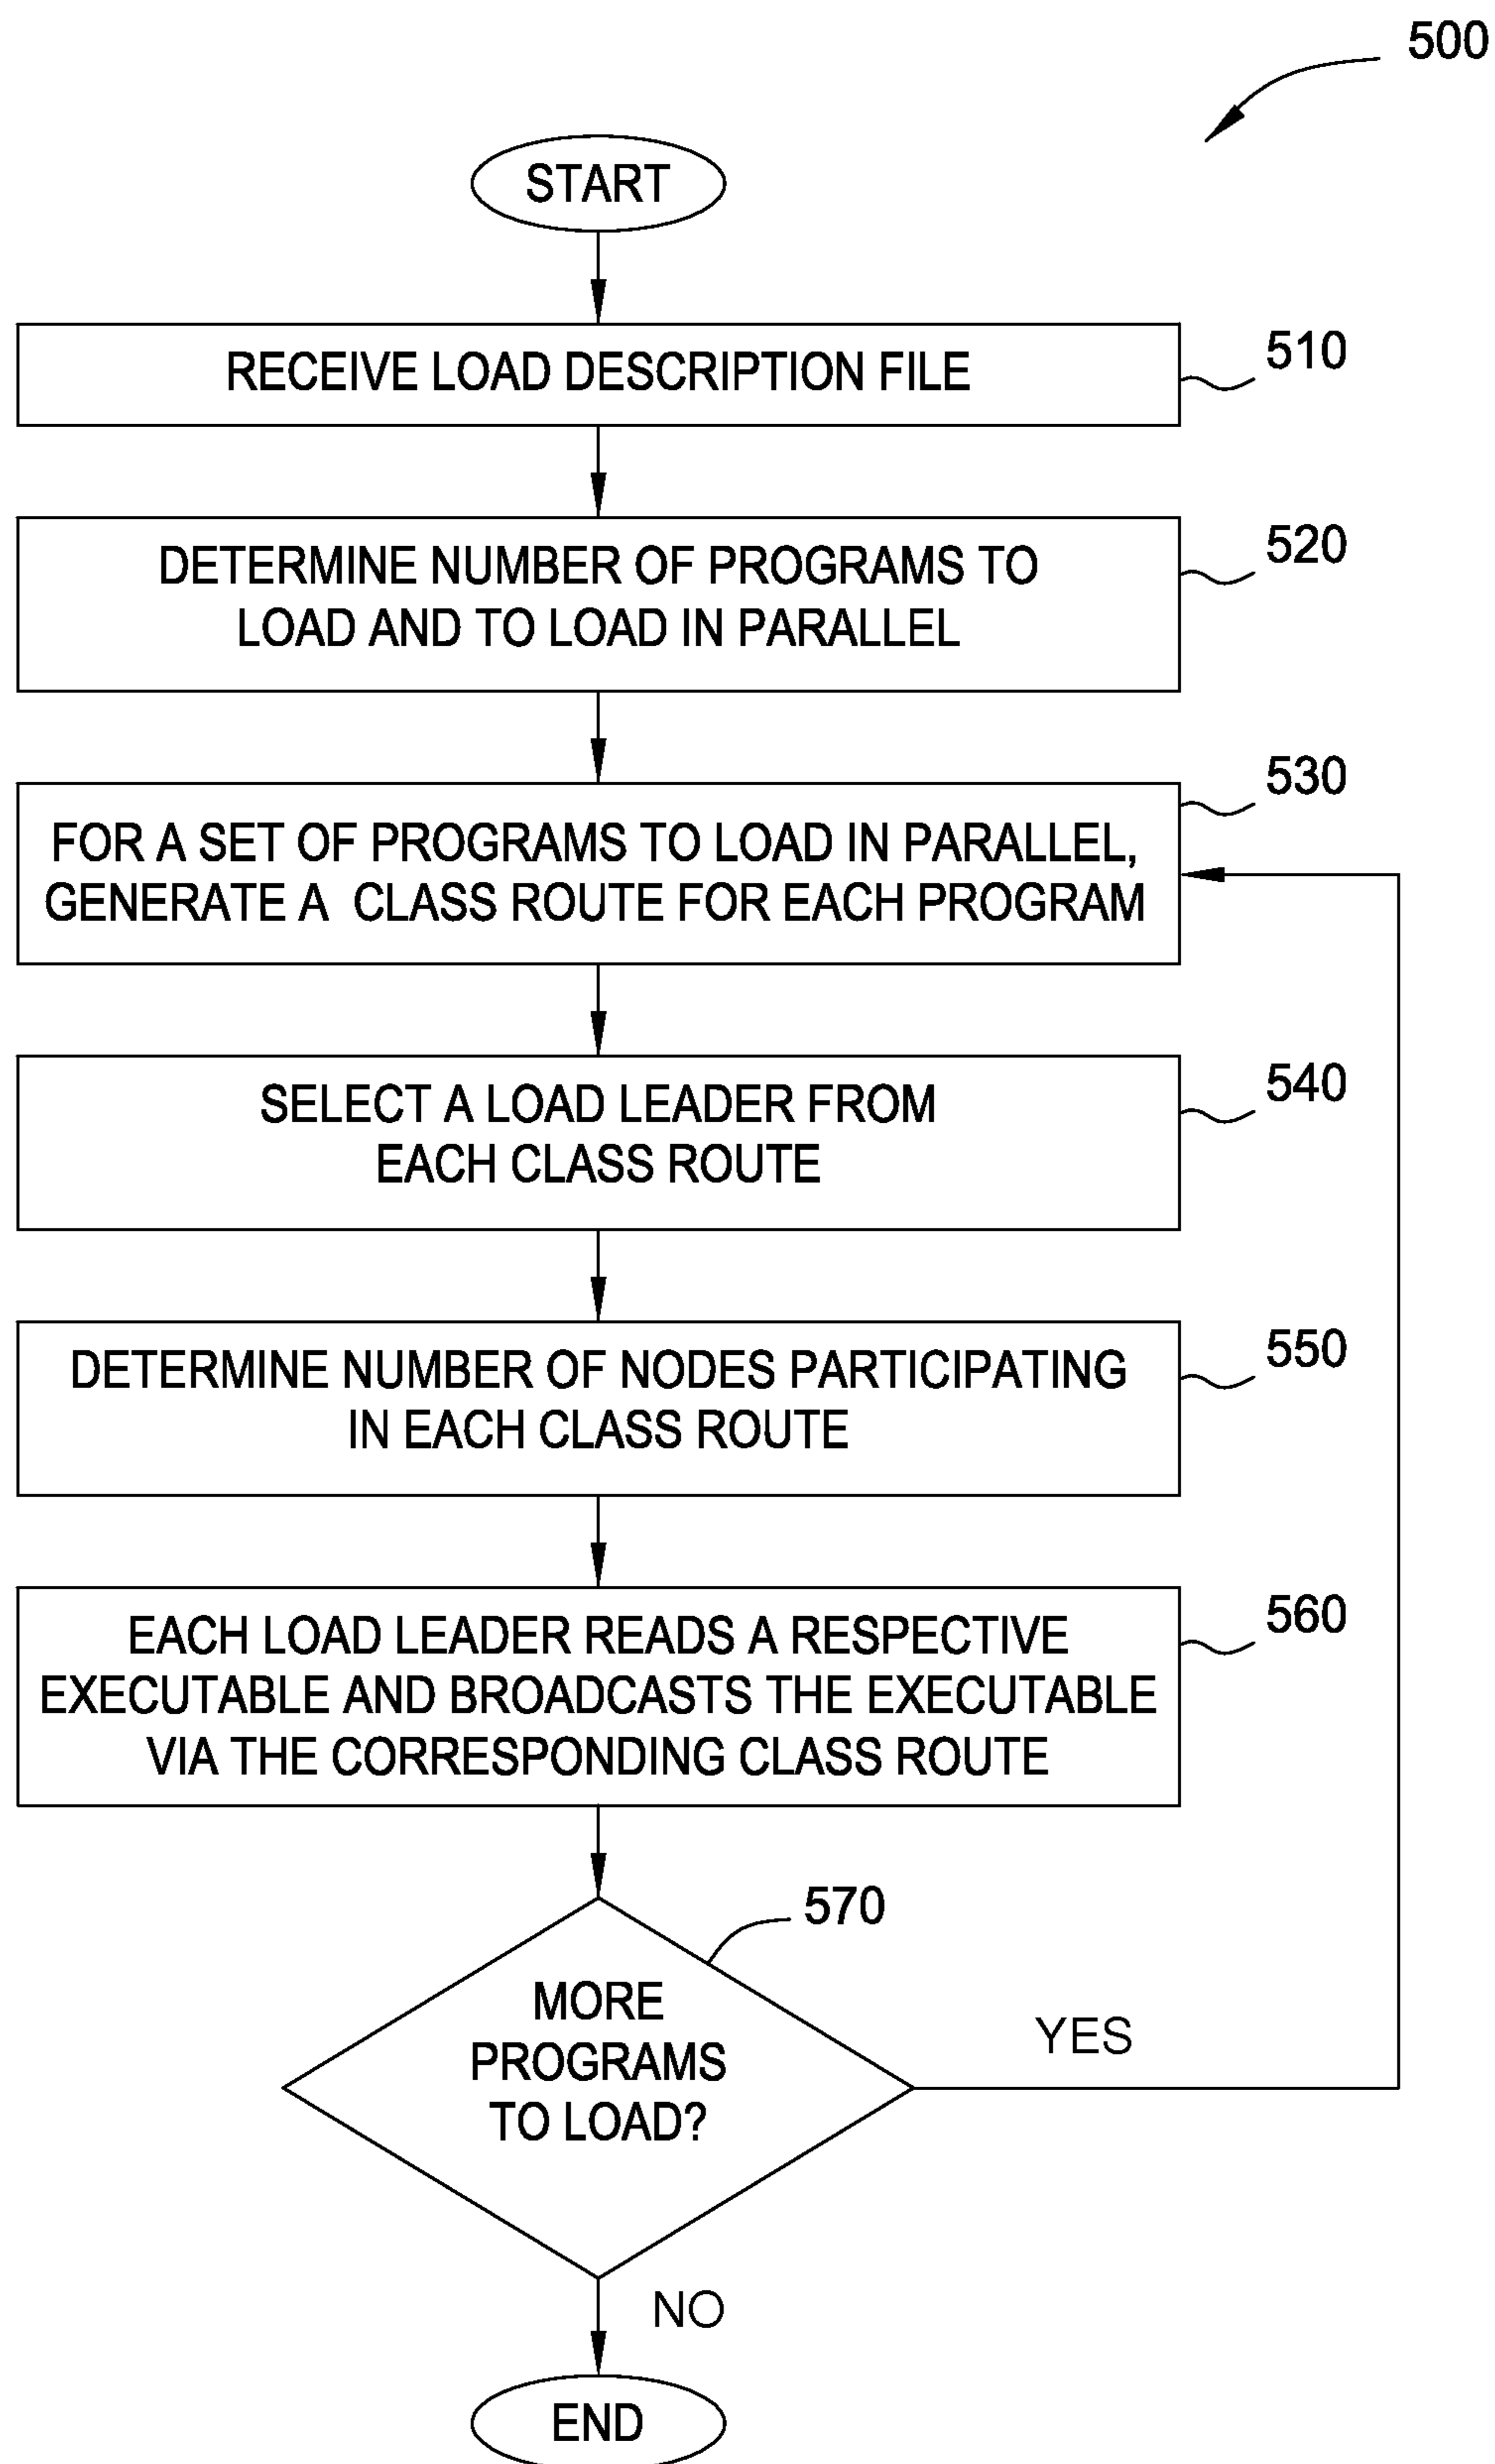 500
START
RECEIVE LOAD DESCRIPTION FILE
510
DETERMINE NUMBER OF PROGRAMS TO
LOAD AND TO LOAD IN PARALLEL
520
FOR A SET OF PROGRAMS TO LOAD IN PARALLEL,
GENERATE A CLASS ROUTE FOR EACH PROGRAM
530
SELECT A LOAD LEADER FROM
EACH CLASS ROUTE
540
DETERMINE NUMBER OF NODES PARTICIPATING
IN EACH CLASS ROUTE
550
EACH LOAD LEADER READS A RESPECTIVE
EXECUTABLE AND BROADCASTS THE EXECUTABLE
VIA THE CORRESPONDING CLASS ROUTE
560
570
MORE
PROGRAMS
TO LOAD?
YES
NO
END